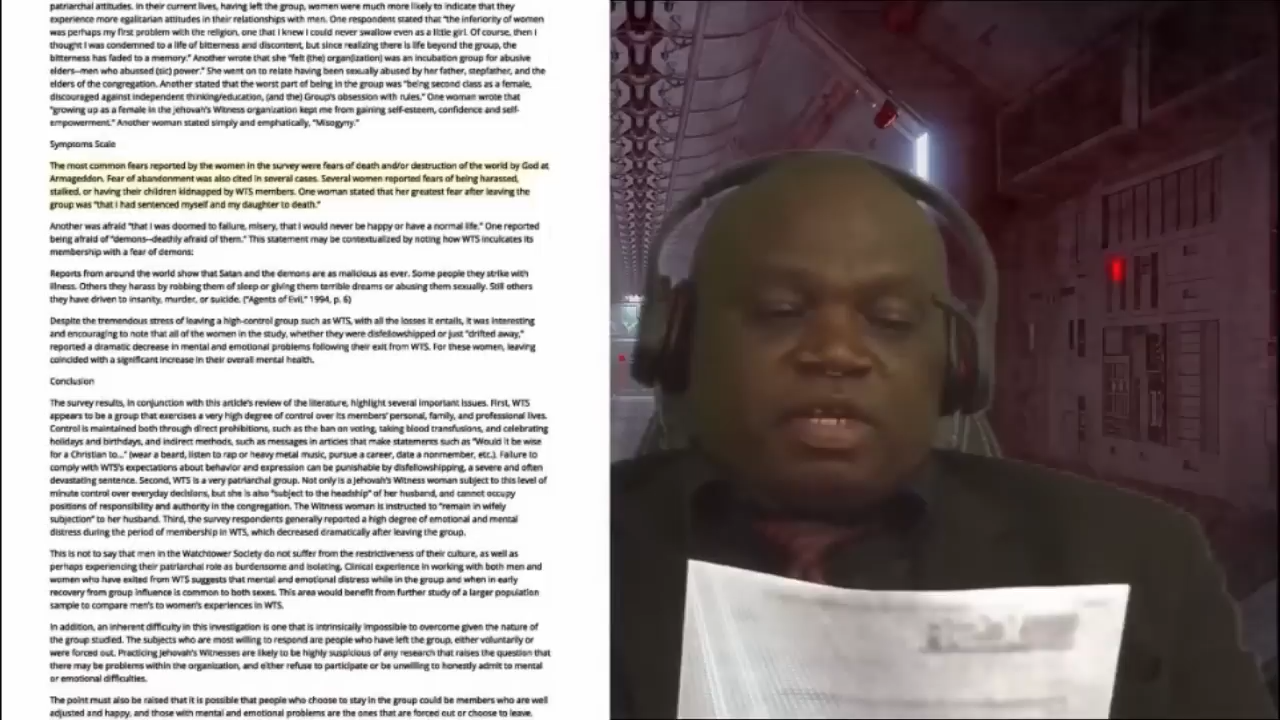 patriarchal attitudes. In their current lives, having left the group, women were much more likely to indicate that they
experience more egalitarian attitudes in their relationships with men. One respondent stated that "the inferiority of women
was perhaps my first problem with the religion, one that I knew I could never swallow even as a little girl. Of course, then I
thought I was condemned to a life of bitterness and discontent, but since realizing there is life beyond the group, the
bitterness has faded to a memory." Another wrote that she "felt (the) organ(ization) was an incubation group for abusive
elders--men who abussed (sic) power." She went on to relate having been sexually abused by her father, stepfather, and the
elders of the congregation. Another stated that the worst part of being in the group was "being second class as a female,
discouraged against independent thinking/education, (and the) Group's obsession with rules." One woman wrote that
"growing up as a female in the Jehovah's Witness organization kept me from gaining self-esteem, confidence and self-
empowerment." Another woman stated simply and emphatically, "Misogyny."
Symptoms Scale
The most common fears reported by the women in the survey were fears of death and/or destruction of the world by God at
Armageddon. Fear of abandonment was also cited in several cases. Several women reported fears of being harassed,
stalked, or having their children kidnapped by WTS members. One woman stated that her greatest fear after leaving the
group was "that I had sentenced myself and my daughter to death."
Another was afraid "that I was doomed to failure, misery, that I would never be happy or have a normal life." One reported
being afraid of "demons--deathly afraid of them." This statement may be contextualized by noting how WTS inculcates its
membership with a fear of demons:
Reports from around the world show that Satan and the demons are as malicious as ever. Some people they strike with
illness. Others they harass by robbing them of sleep or giving them terrible dreams or abusing them sexually. Still others
they have driven to insanity, murder, or suicide. ("Agents of Evil," 1994, p. 6)
Despite the tremendous stress of leaving a high-control group such as WTS, with all the losses it entails, it was interesting
and encouraging to note that all of the women in the study, whether they were disfellowshipped or just "drifted away,"
reported a dramatic decrease in mental and emotional problems following their exit from WTS. For these women, leaving
coincided with a significant increase in their overall mental health.
Conclusion
The survey results, in conjunction with this article's review of the literature, highlight several important issues. First, WTS
appears to be a group that exercises a very high degree of control over its members' personal, family, and professional lives.
Control is maintained both through direct prohibitions, such as the ban on voting, taking blood transfusions, and celebrating
holidays and birthdays, and indirect methods, such as messages in articles that make statements such as "Would it be wise
for a Christian to..." (wear a beard, listen to rap or heavy metal music, pursue a career, date a nonmember, etc.). Failure to
comply with WTS's expectations about behavior and expression can be punishable by disfellowshipping, a severe and often
devastating sentence. Second, WTS is a very patriarchal group. Not only is a Jehovah's Witness woman subject to this level of
minute control over everyday decisions, but she is also "subject to the headship" of her husband, and cannot occupy
positions of responsibility and authority in the congregation. The Witness woman is instructed to "remain in wifely
subjection" to her husband. Third, the survey respondents generally reported a high degree of emotional and mental
distress during the period of membership in WTS, which decreased dramatically after leaving the group.
This is not to say that men in the Watchtower Society do not suffer from the restrictiveness of their culture, as well as
perhaps experiencing their patriarchal role as burdensome and isolating. Clinical experience in working with both men and
women who have exited from WTS suggests that mental and emotional distress while in the group and when in early
recovery from group influence is common to both sexes. This area would benefit from further study of a larger population
sample to compare men's to women's experiences in WTS.
In addition, an inherent difficulty in this investigation is one that is intrinsically impossible to overcome given the nature of
the group studied. The subjects who are most willing to respond are people who have left the group, either voluntarily or
were forced out. Practicing Jehovah's Witnesses are likely to be highly suspicious of any research that raises the question that
there may be problems within the organization, and either refuse to participate or be unwilling to honestly admit to mental
or emotional difficulties.
The point must also be raised that it is possible that people who choose to stay in the group could be members who are well
adjusted and happy, and those with mental and emotional problems are the ones that are forced out or choose to leave.